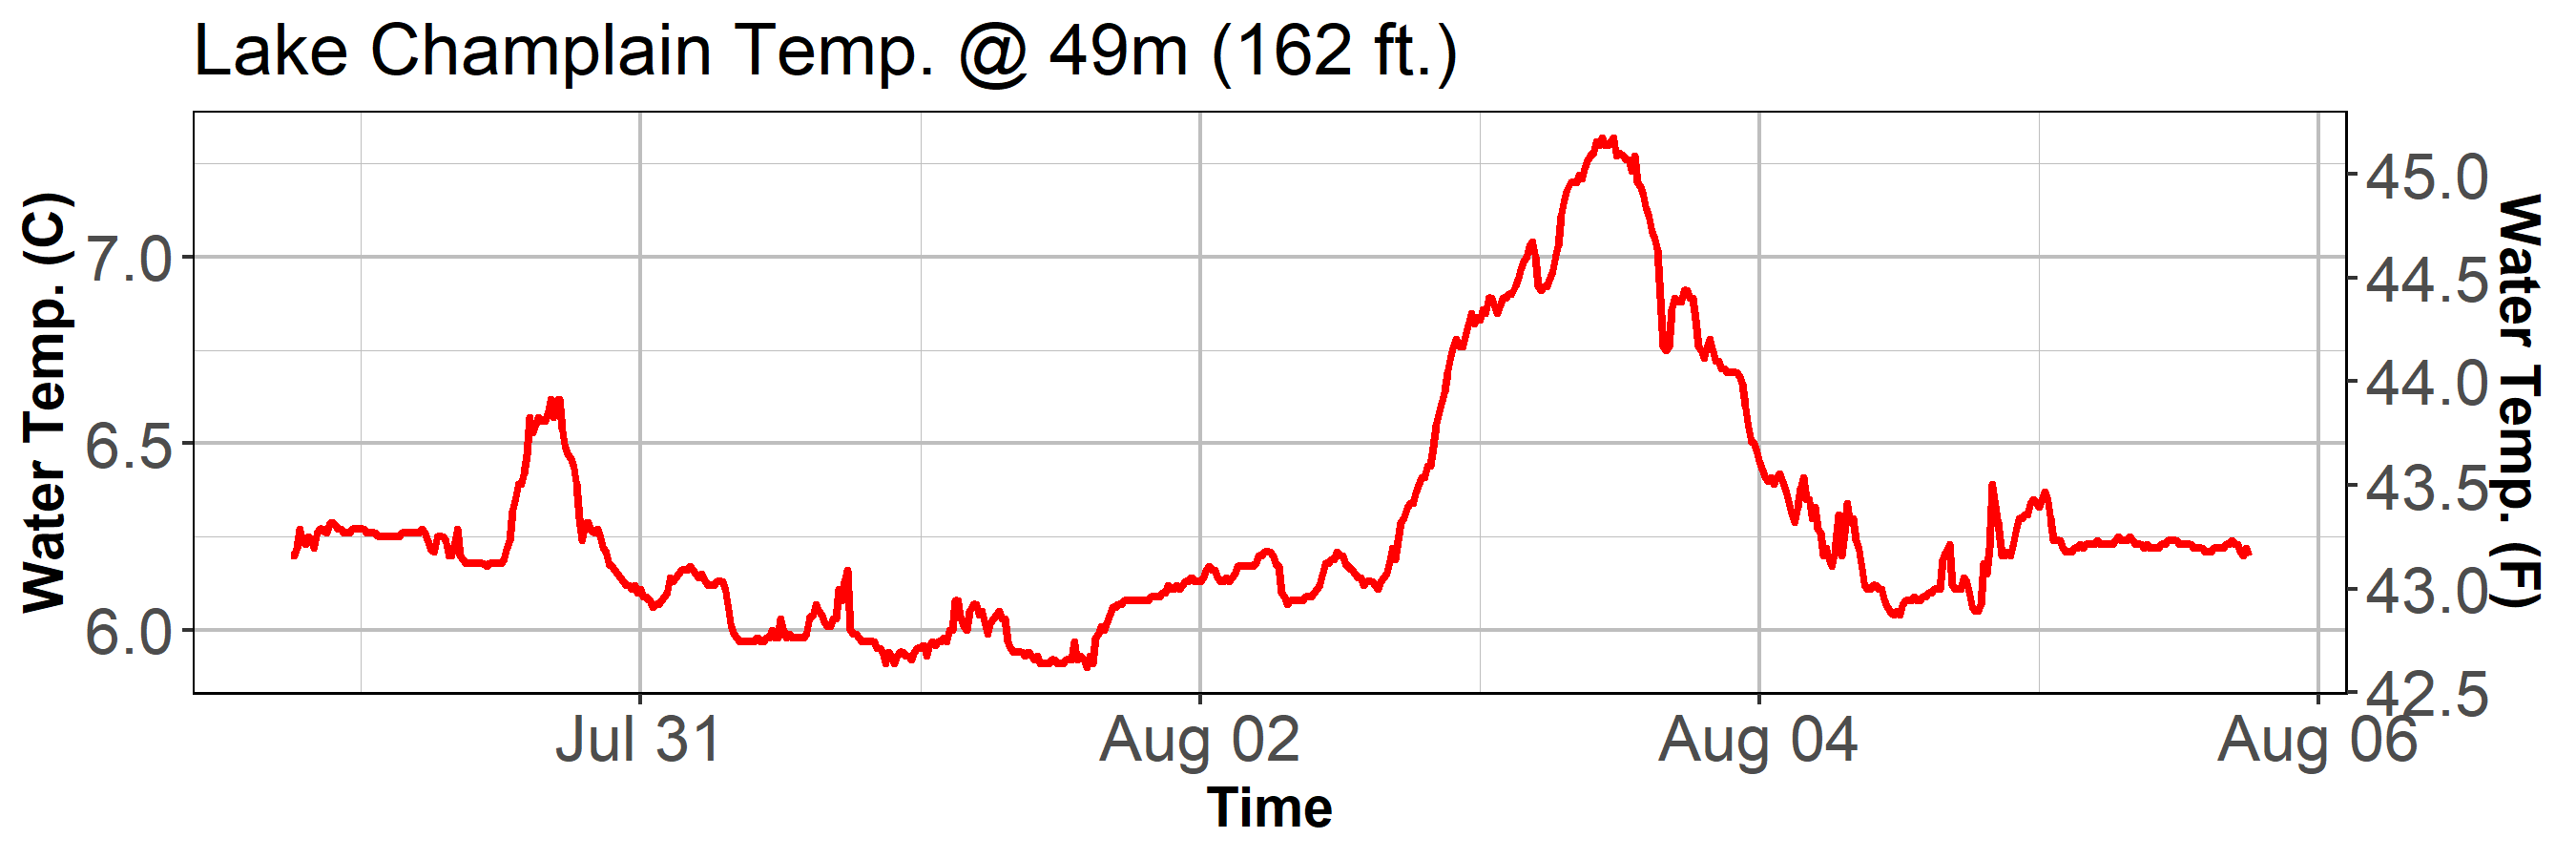 Lake Champlain Temp. @ 49m (162 ft.)
Water Temp. (C)
7.0
6.5
6.0
45.0
44.5
44.0
43.5
43.0
42.5
Water Temp. (F)
Jul 31
Aug 02
Aug 04
Aug 06
Time